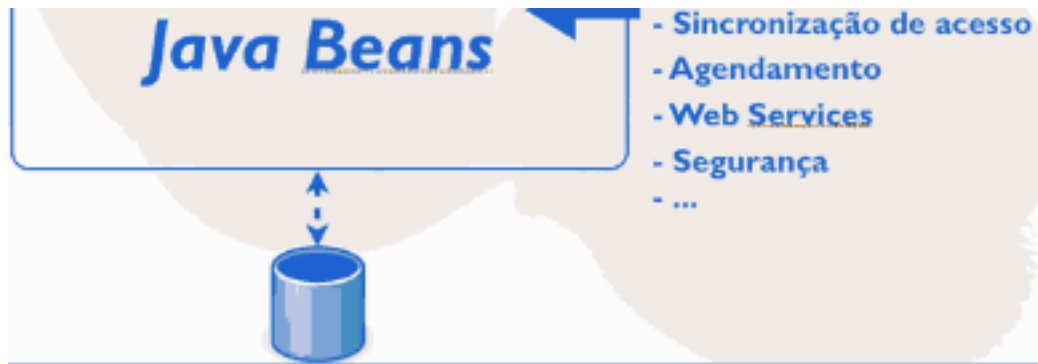 Java Beans
- Sincronização de acesso
- Agendamento
- Web Services
- Segurança
- ...